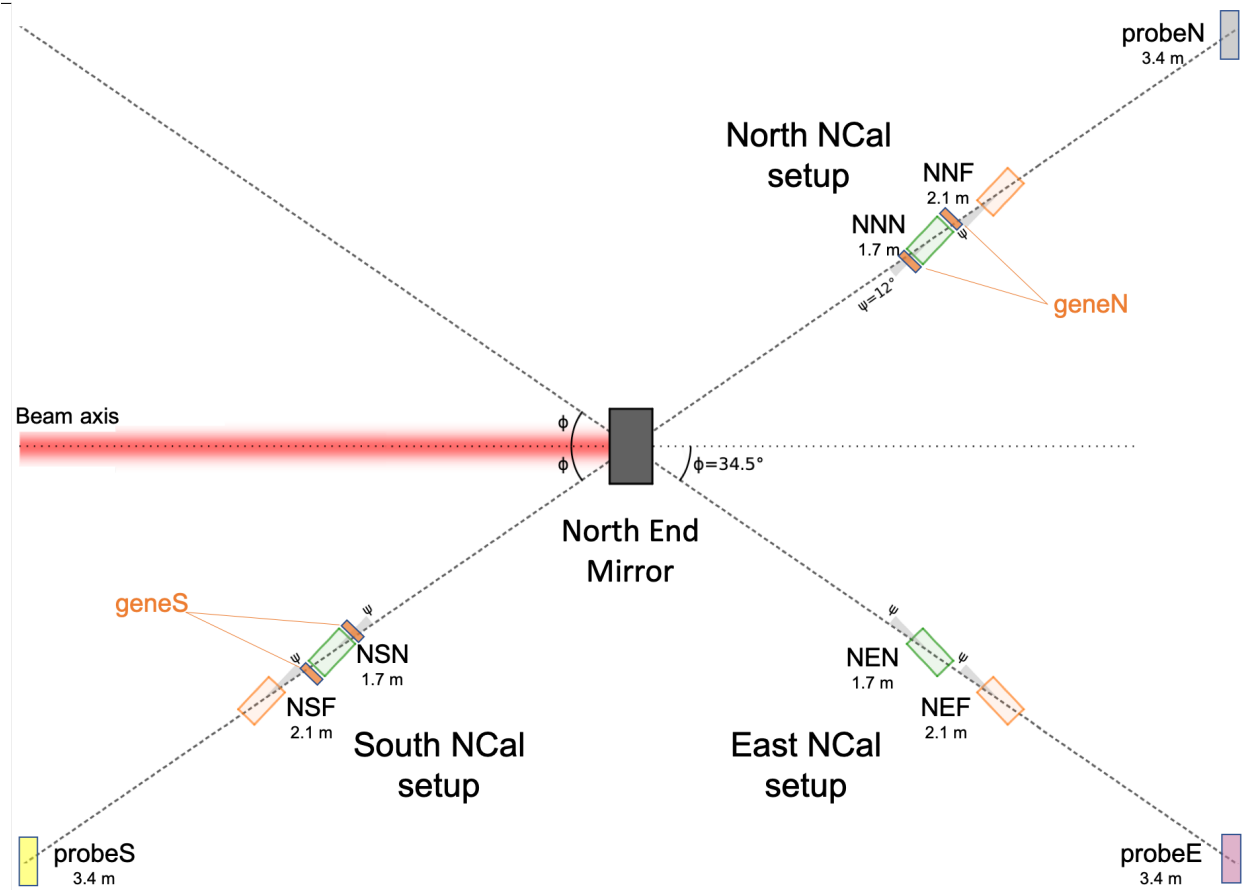 probeN
3.4 m
North NCal
setup
NNF
2.1 m
NNN
1.7 m
ψ
ψ=12°
geneN
Beam axis
ϕ
ϕ
ϕ=34.5°
North End
Mirror
geneS
ψ
ψ
NSN
1.7 m
NSF
2.1 m
South NCal
setup
ψ
NEN
1.7 m
ψ
NEF
2.1 m
East NCal
setup
probeS
3.4 m
probeE
3.4 m